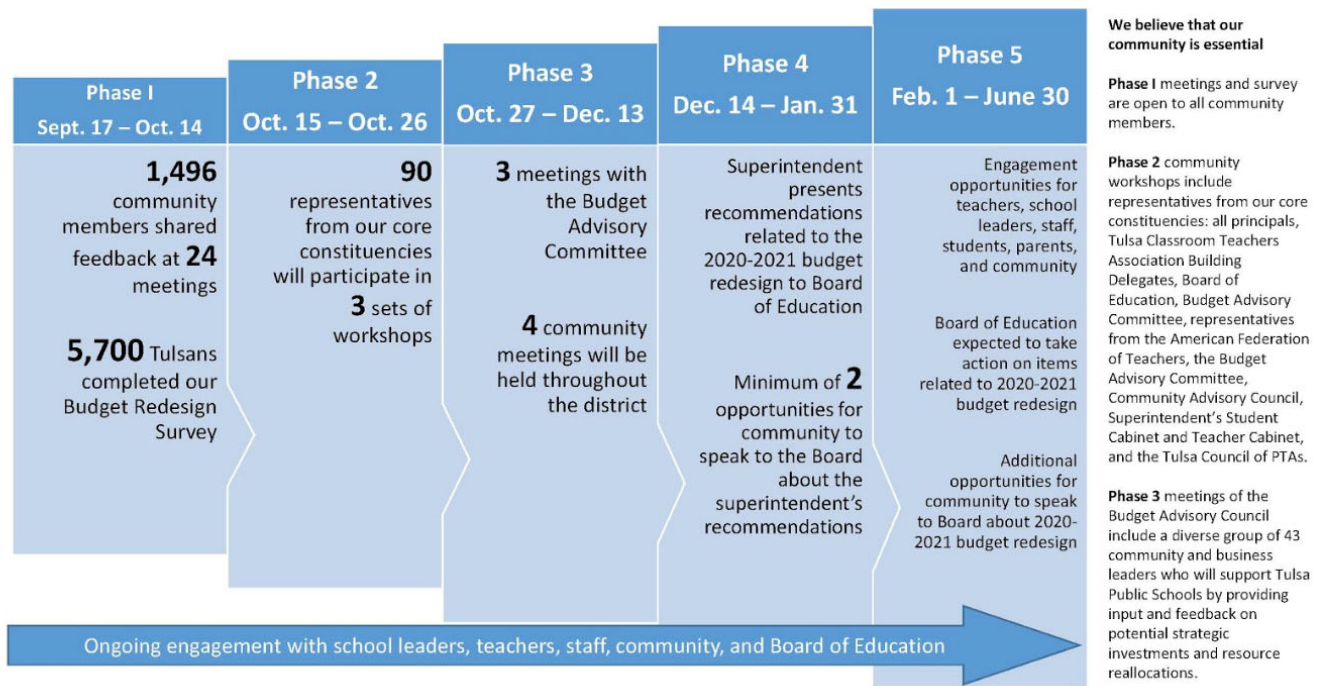 Phase I
Sept. 17 – Oct. 14
1,496
community
members shared
feedback at 24
meetings
5,700 Tulsans
completed our
Budget Redesign
Survey
Phase 2
Oct. 15 – Oct. 26
90
representatives
from our core
constituencies
will participate in
3 sets of
workshops
Phase 3
Oct. 27 – Dec. 13
3 meetings with
the Budget
Advisory
Committee
4 community
meetings will be
held throughout
the district
Phase 4
Dec. 14 – Jan. 31
Superintendent
presents
recommendations
related to the
2020-2021 budget
redesign to Board
of Education
Minimum of 2
opportunities for
community to
speak to the Board
about the
superintendent's
recommendations
Phase 5
Feb. 1 – June 30
Engagement
opportunities for
teachers, school
leaders, staff,
students, parents,
and community
Board of Education
expected to take
action on items
related to 2020-2021
budget redesign
Additional
opportunities for
community to speak
to Board about 2020-
2021 budget redesign
Ongoing engagement with school leaders, teachers, staff, community, and Board of Education
We believe that our
community is essential
Phase I meetings and survey
are open to all community
members.
Phase 2 community
workshops include
representatives from our core
constituencies: all principals,
Tulsa Classroom Teachers
Association Building
Delegates, Board of
Education, Budget Advisory
Committee, representatives
from the American Federation
of Teachers, the Budget
Advisory Committee,
Community Advisory Council,
Superintendent's Student
Cabinet and Teacher Cabinet,
and the Tulsa Council of PTAs.
Phase 3 meetings of the
Budget Advisory Council
include a diverse group of 43
community and business
leaders who will support Tulsa
Public Schools by providing
input and feedback on
potential strategic
investments and resource
reallocations.